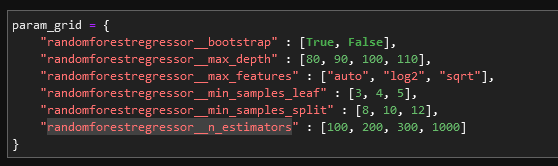 param_grid = {
    "randomforestregressor__bootstrap" : [True, False],
    "randomforestregressor__max_depth" : [80, 90, 100, 110],
    "randomforestregressor__max_features" : ["auto", "log2", "sqrt"],
    "randomforestregressor__min_samples_leaf" : [3, 4, 5],
    "randomforestregressor__min_samples_split" : [8, 10, 12],
    "randomforestregressor__n_estimators" : [100, 200, 300, 1000]
}